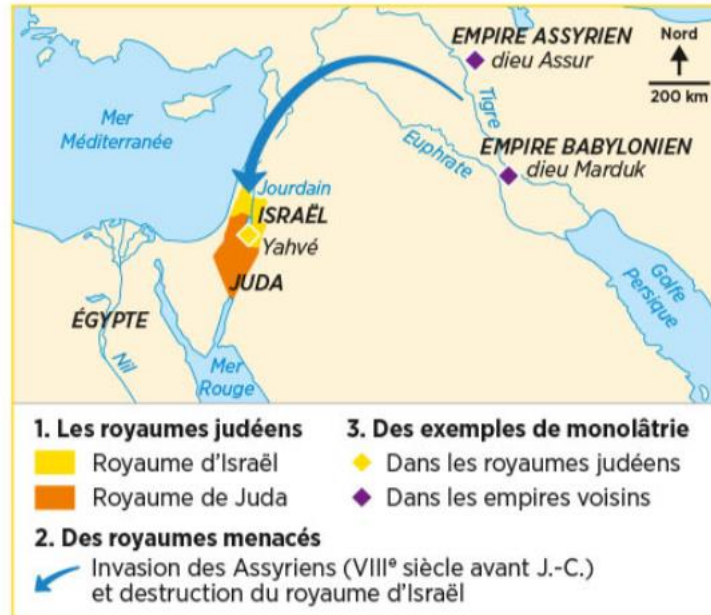 EMPIRE ASSYRIEN
dieu Assur
Nord
200 km
Mer
Méditerranée
Tigre
Euphrate
EMPIRE BABYLONIEN
dieu Marduk
Jourdain
ISRAËL
Yahvé
JUDA
ÉGYPTE
Nil
Mer
Rouge
Golfe
Persique
1. Les royaumes judéens
Royaume d'Israël
Royaume de Juda
3. Des exemples de monolâtrie
Dans les royaumes judéens
Dans les empires voisins
2. Des royaumes menacés
Invasion des Assyriens (VIIIe siècle avant J.-C.)
et destruction du royaume d'Israël